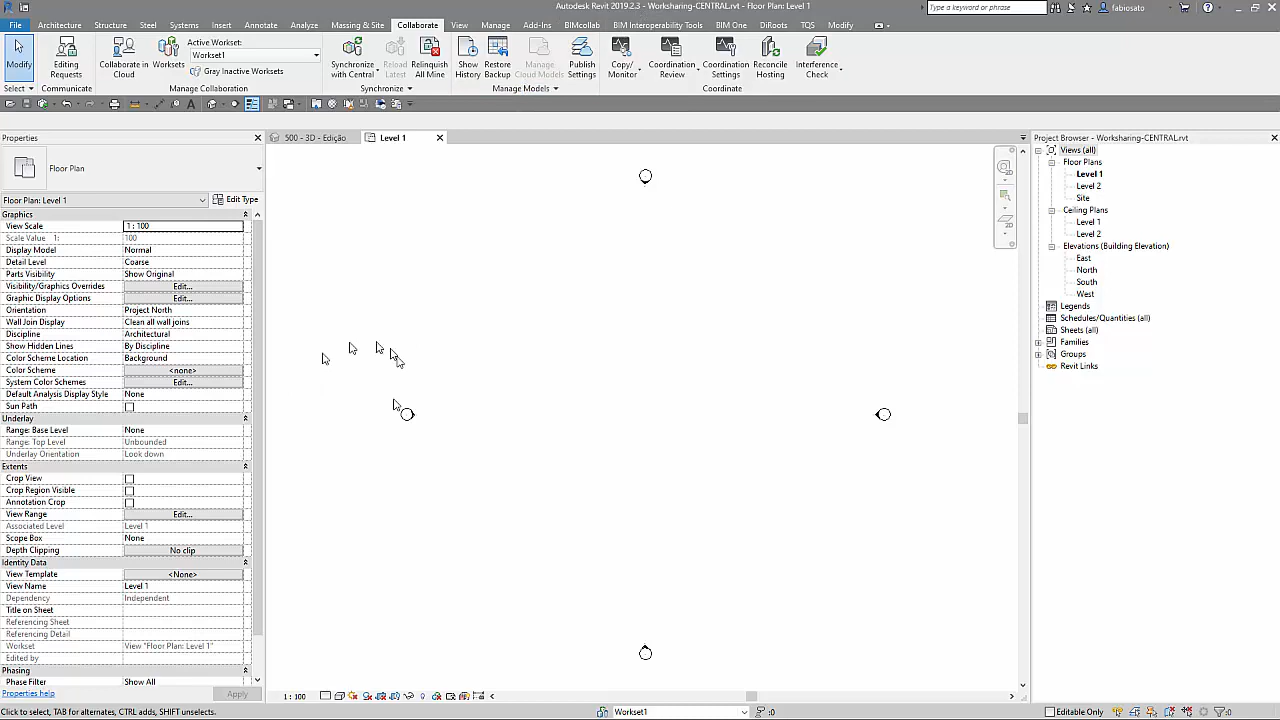 Autodesk Revit 2019.2.3 - Worksharing-CENTRAL.rvt - Floor Plan: Level 1
Type a keyword or phrase
fabiosato
File Architecture Structure Steel Systems Insert Annotate Analyze Massing & Site Collaborate View Manage Add-Ins BIMcollab BIM Interoperability Tools BIM One DiRoots TQS Modify
Modify
Select
Editing Requests
Communicate
Collaborate in Cloud
Worksets
Active Workset:
Workset1
Gray Inactive Worksets
Manage Collaboration
Synchronize with Central
Reload Latest
Relinquish All Mine
Synchronize
Show History
Restore Backup
Manage Cloud Models
Publish Settings
Manage Models
Copy/ Monitor
Coordination Review
Coordination Settings
Reconcile Hosting
Interference Check
Coordinate
Properties
500 - 3D - Edição
Level 1
Project Browser - Worksharing-CENTRAL.rvt
Floor Plan
Floor Plan: Level 1
Edit Type
Graphics
View Scale 1 : 100
Scale Value 1: 100
Display Model Normal
Detail Level Coarse
Parts Visibility Show Original
Visibility/Graphics Overrides Edit...
Graphic Display Options Edit...
Orientation Project North
Wall Join Display Clean all wall joins
Discipline Architectural
Show Hidden Lines By Discipline
Color Scheme Location Background
Color Scheme <none>
System Color Schemes Edit...
Default Analysis Display Style None
Sun Path
Underlay
Range: Base Level None
Range: Top Level Unbounded
Underlay Orientation Look down
Extents
Crop View
Crop Region Visible
Annotation Crop
View Range Edit...
Associated Level Level 1
Scope Box None
Depth Clipping No clip
Identity Data
View Template <None>
View Name Level 1
Dependency Independent
Title on Sheet
Referencing Sheet
Referencing Detail
Workset View "Floor Plan: Level 1"
Edited by
Phasing
Phase Filter Show All
Properties help
Apply
2D
2D
Views (all)
Floor Plans
Level 1
Level 2
Site
Ceiling Plans
Level 1
Level 2
Elevations (Building Elevation)
East
North
South
West
Legends
Schedules/Quantities (all)
Sheets (all)
Families
Groups
Revit Links
1 : 100
Click to select, TAB for alternates, CTRL adds, SHIFT unselects.
Workset1
:0
Editable Only
:0